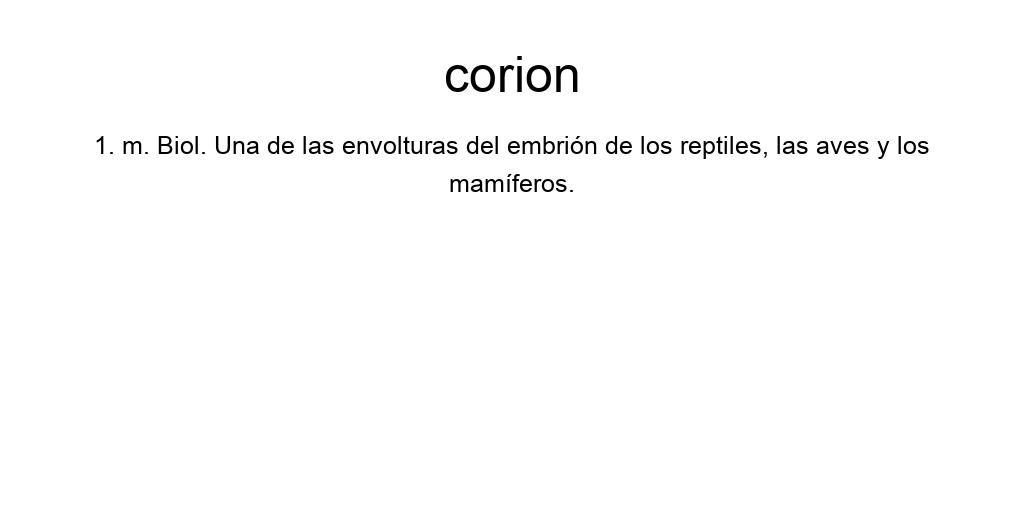 corion
1. m. Biol. Una de las envolturas del embrión de los reptiles, las aves y los
mamíferos.